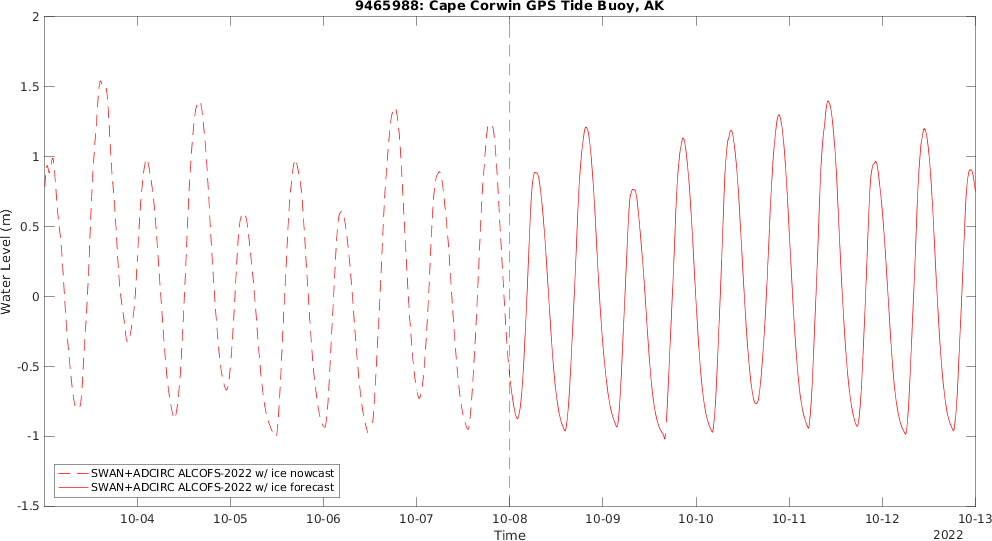 9465988: Cape Corwin GPS Tide Buoy, AK
2
1.5
1
0.5
0
-0.5
-1
-1.5
Water Level (m)
SWAN+ADCIRC ALCOFS-2022 w/ ice nowcast
SWAN+ADCIRC ALCOFS-2022 w/ ice forecast
10-04 10-05 10-06 10-07 10-08 10-09 10-10 10-11 10-12 10-13
Time
2022